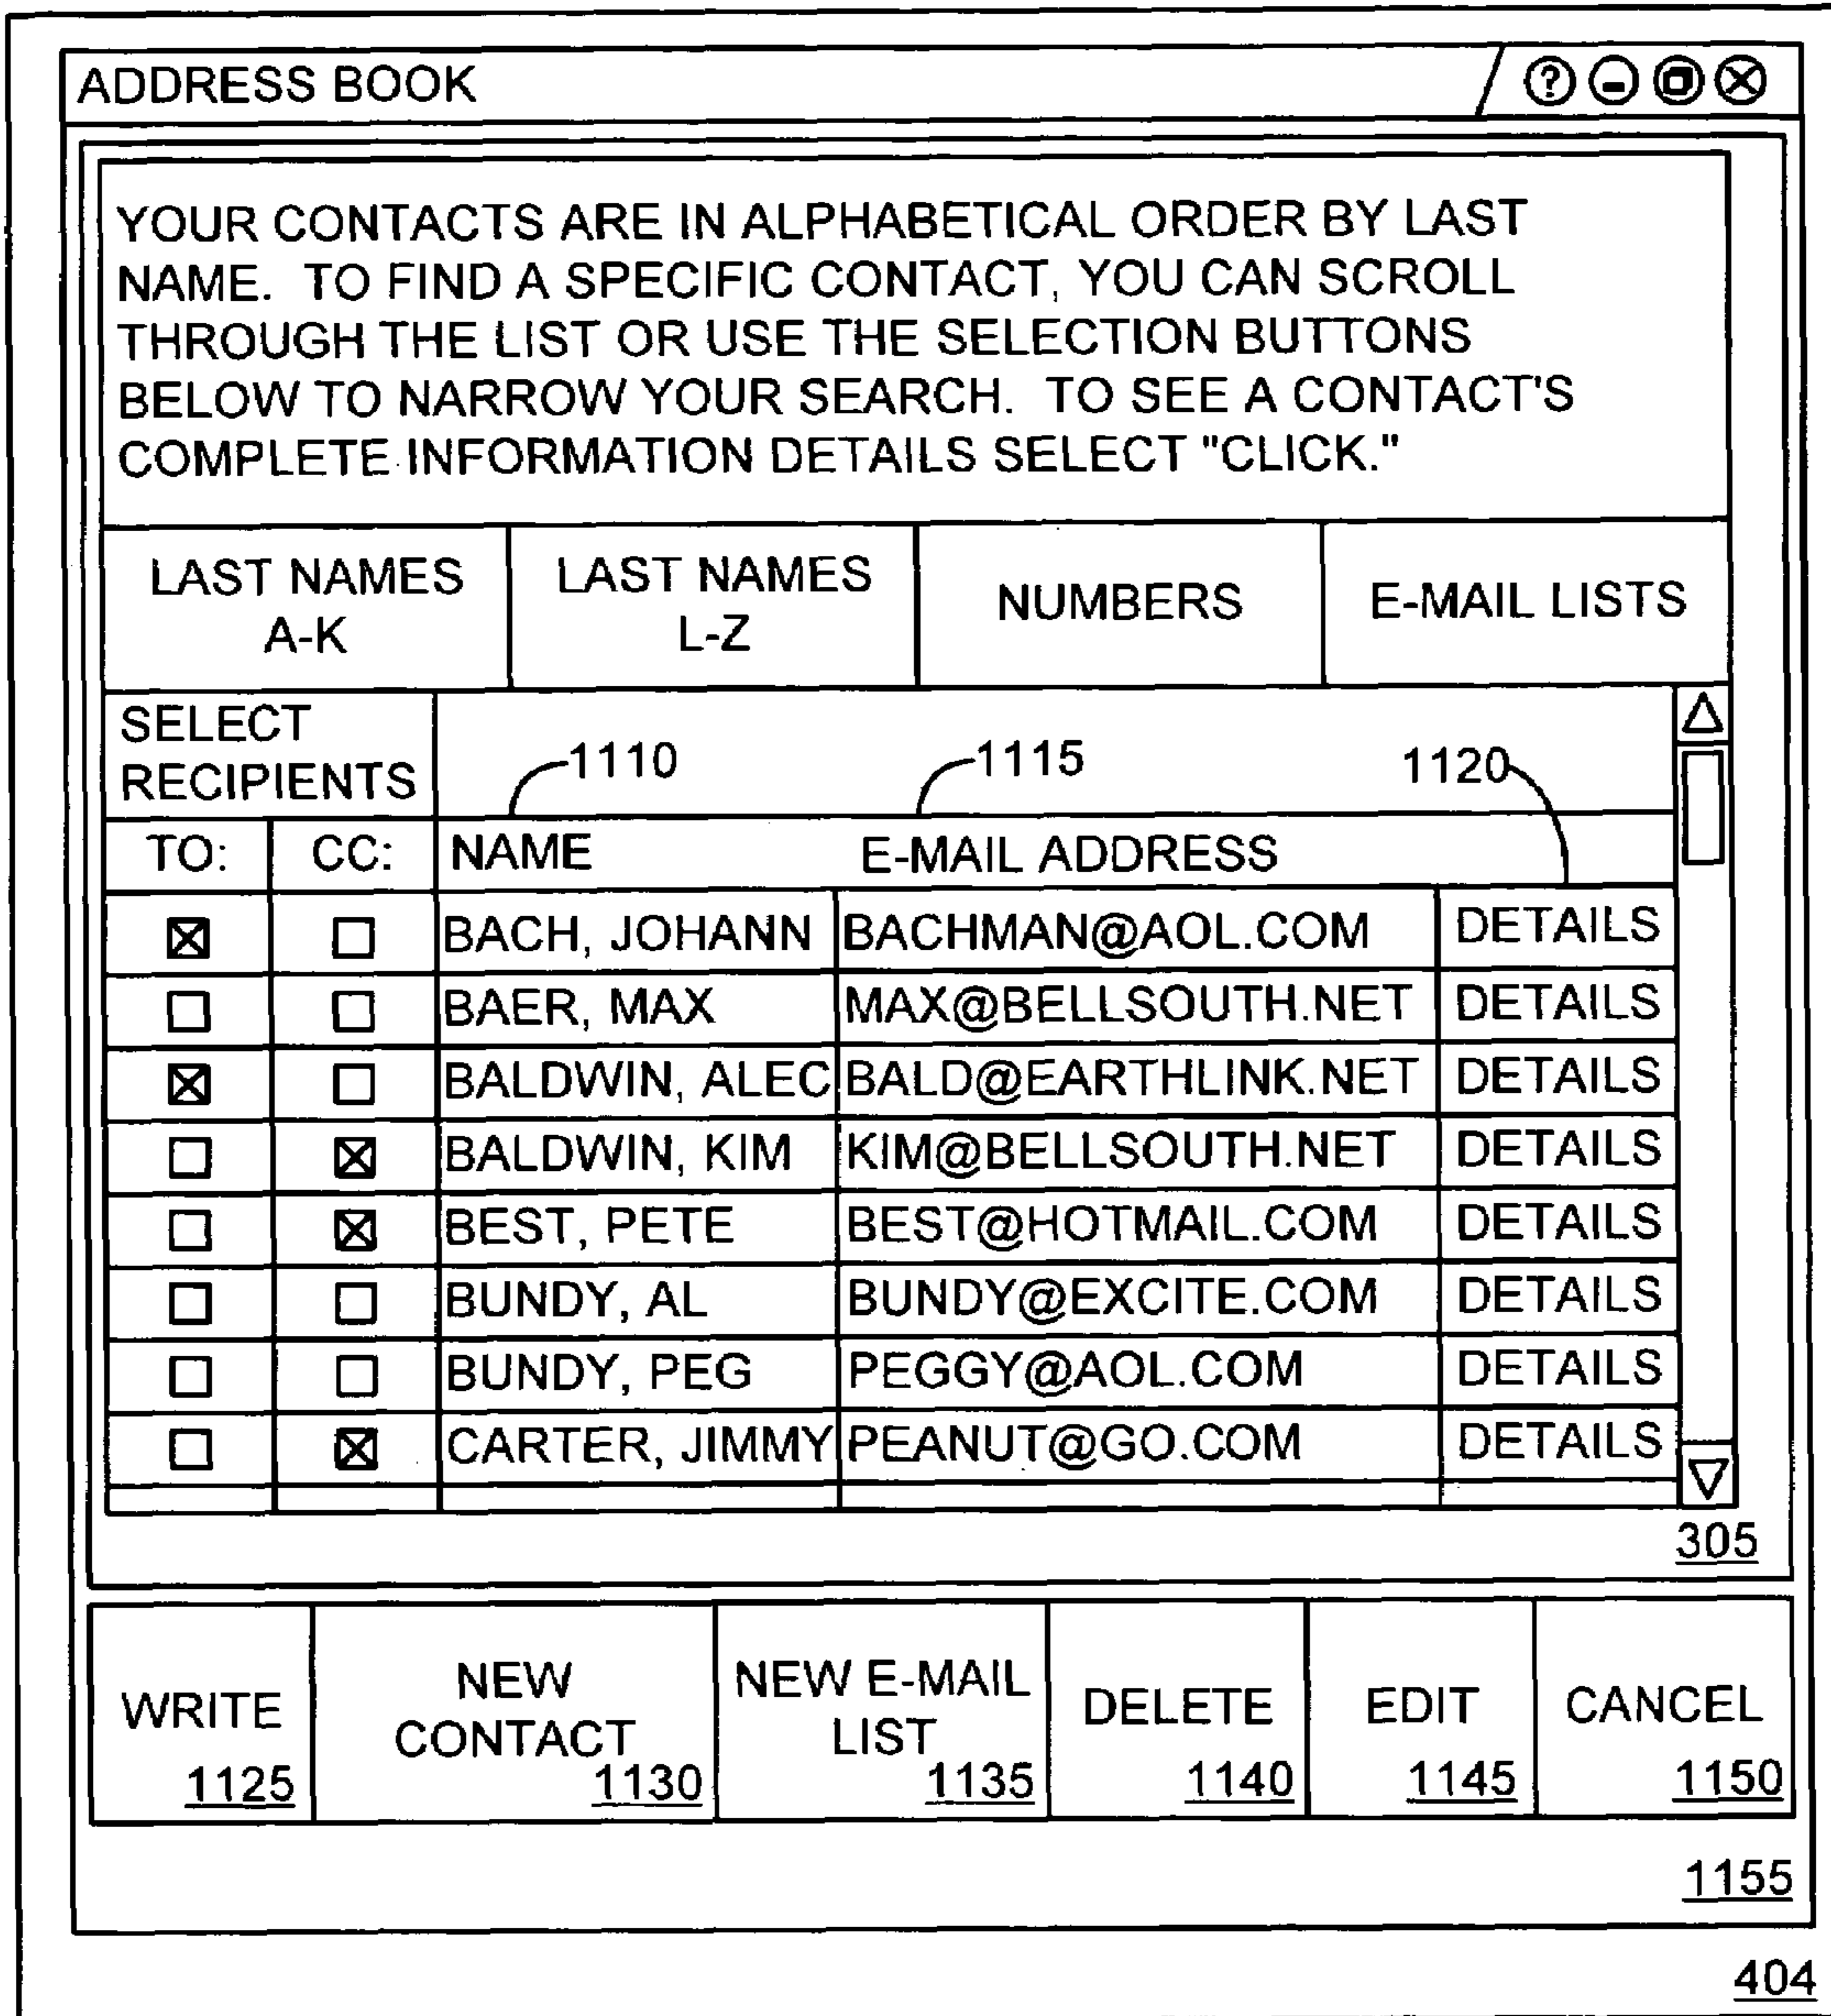 ADDRESS BOOK
YOUR CONTACTS ARE IN ALPHABETICAL ORDER BY LAST
NAME. TO FIND A SPECIFIC CONTACT, YOU CAN SCROLL
THROUGH THE LIST OR USE THE SELECTION BUTTONS
BELOW TO NARROW YOUR SEARCH. TO SEE A CONTACT'S
COMPLETE INFORMATION DETAILS SELECT "CLICK."
LAST NAMES
A-K
LAST NAMES
L-Z
NUMBERS
E-MAIL LISTS
SELECT
RECIPIENTS
1110 1115 1120
TO: CC: NAME E-MAIL ADDRESS
BACH, JOHANN BACHMAN@AOL.COM DETAILS
BAER, MAX MAX@BELLSOUTH.NET DETAILS
BALDWIN, ALEC BALD@EARTHLINK.NET DETAILS
BALDWIN, KIM KIM@BELLSOUTH.NET DETAILS
BEST, PETE BEST@HOTMAIL.COM DETAILS
BUNDY, AL BUNDY@EXCITE.COM DETAILS
BUNDY, PEG PEGGY@AOL.COM DETAILS
CARTER, JIMMY PEANUT@GO.COM DETAILS
305
WRITE
1125
NEW
CONTACT
1130
NEW E-MAIL
LIST
1135
DELETE
1140
EDIT
1145
CANCEL
1150
1155
404